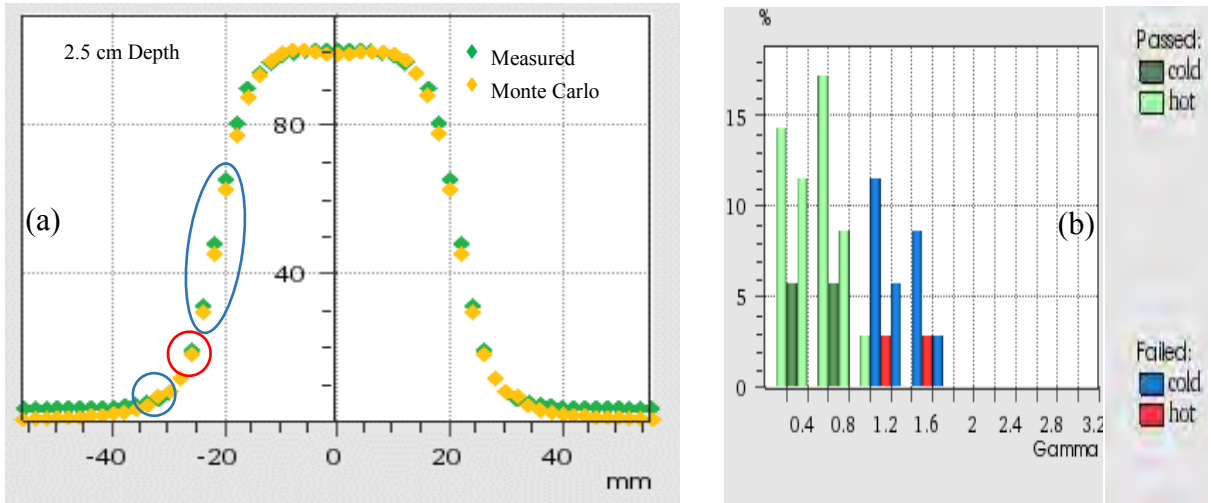 2.5 cm Depth
Measured
Monte Carlo
80
40
(a)
-40 -20 0 20 40
mm
%
15
10
5
0
(b)
0.4 0.8 1.2 1.6 2 2.4 2.8 3.2
Gamma
Passed:
cold
hot
Failed:
cold
hot